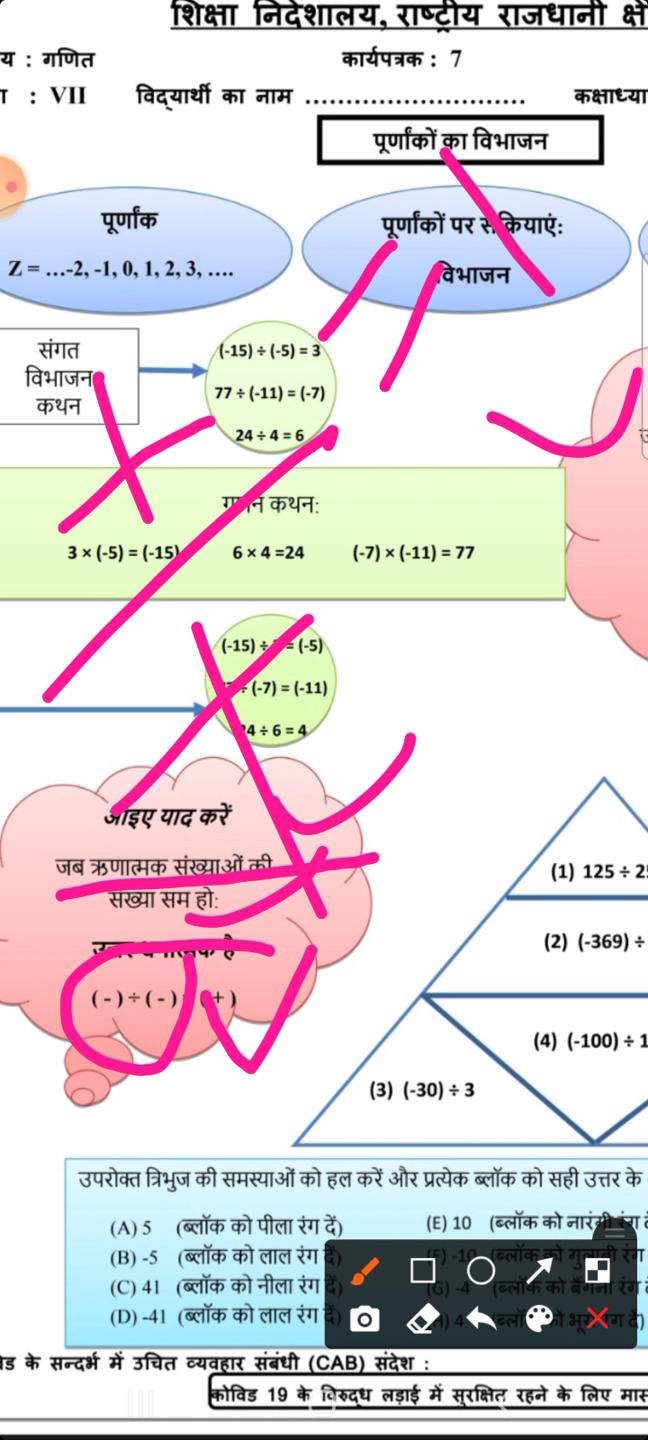 शिक्षा निदेशालय, राष्ट्रीय राजधानी क्षे
य : गणित कार्यपत्रक : 7
: VII विद्यार्थी का नाम ............................ कक्षाध्या
पूर्णांकों का विभाजन
पूर्णांक
Z = …-2, -1, 0, 1, 2, 3, ….
पूर्णांकों पर संक्रियाएं:
विभाजन
संगत
विभाजन
कथन
(-15) ÷ (-5) = 3
77 ÷ (-11) = (-7)
24 ÷ 4 = 6
कथन:
3 × (-5) = (-15) 6 × 4 =24 (-7) × (-11) = 77
(-15) ÷ = (-5)
÷ (-7) = (-11)
24 ÷ 6 = 4
आइए याद करें
जब ऋणात्मक संख्याओं की
संख्या सम हो:
है
( - ) ÷ ( - ) + )
(1) 125 ÷ 2
(2) (-369) ÷
(4) (-100) ÷ 1
(3) (-30) ÷ 3
उपरोक्त त्रिभुज की समस्याओं को हल करें और प्रत्येक ब्लॉक को सही उत्तर के
(A) 5 (ब्लॉक को पीला रंग दें)
(B) -5 (ब्लॉक को लाल रंग दें)
(C) 41 (ब्लॉक को नीला रंग दें)
(D) -41 (ब्लॉक को लाल रंग दें)
(E) 10 (ब्लॉक को नारंगी रंग दें
(F) -10 (ब्लॉक को गुलाबी रंग
(G) -4 (ब्लॉक को बैंगनी रंग दें
) 4 को भूरा रंग दें)
िड के सन्दर्भ में उचित व्यवहार संबंधी (CAB) संदेश :
कोविड 19 के विरुद्ध लड़ाई में सुरक्षित रहने के लिए मास